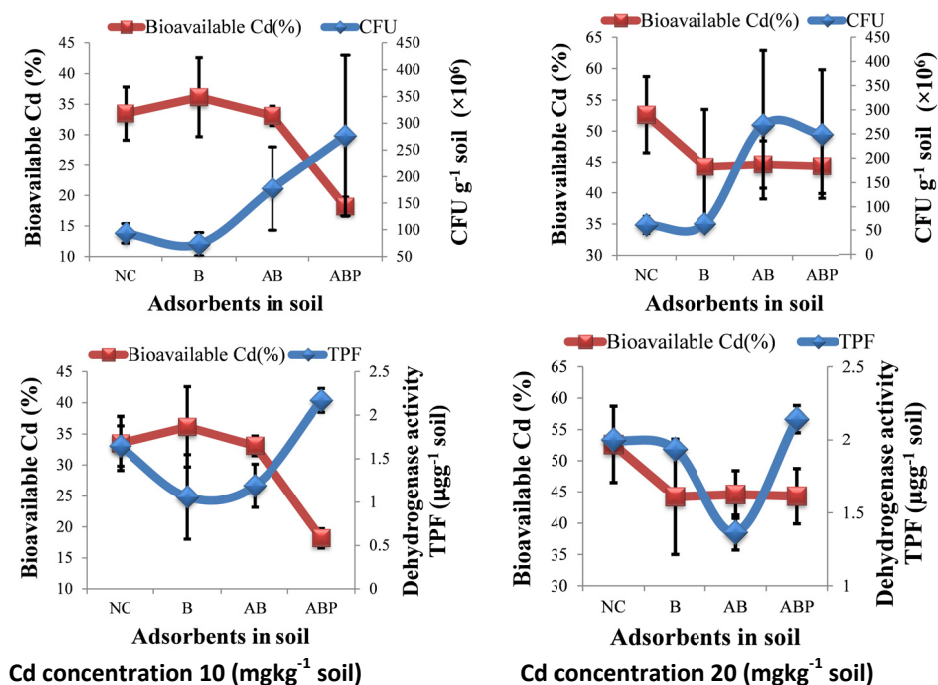 Bioavailable Cd(%) CFU
Bioavailable Cd (%)
45
40
35
30
25
20
15
10
450
400
350
300
250
200
150
100
50
CFU g⁻¹ soil (×10⁶)
NC B AB ABP
Adsorbents in soil
Bioavailable Cd(%) CFU
Bioavailable Cd (%)
65
60
55
50
45
40
35
30
450
400
350
300
250
200
150
100
50
0
CFU g⁻¹ soil (×10⁶)
NC B AB ABP
Adsorbents in soil
Bioavailable Cd(%) TPF
Bioavailable Cd (%)
45
40
35
30
25
20
15
10
2.5
2
1.5
1
0.5
0
Dehydrogenase activity
TPF (µgg⁻¹ soil)
NC B AB ABP
Adsorbents in soil
Bioavailable Cd(%) TPF
Bioavailable Cd (%)
65
60
55
50
45
40
35
30
2.5
2
1.5
1
Dehydrogenase activity
TPF (µgg⁻¹ soil)
NC B AB ABP
Adsorbents in soil
Cd concentration 10 (mgkg⁻¹ soil)
Cd concentration 20 (mgkg⁻¹ soil)